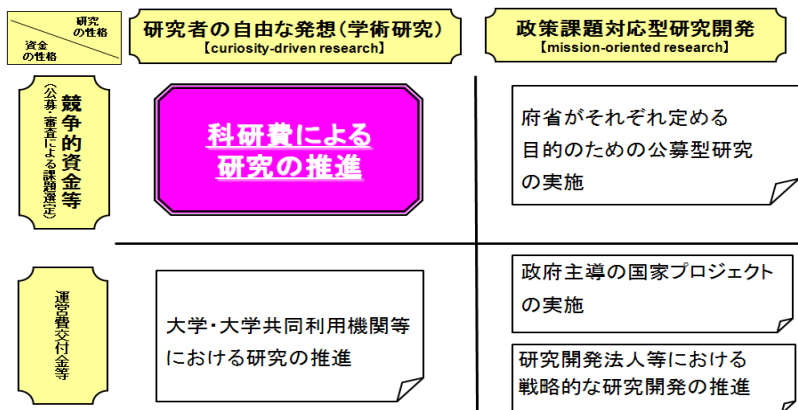 研究
の性格
資金
の性格
研究者の自由な発想(学術研究)
【curiosity-driven research】
政策課題対応型研究開発
【mission-oriented research】
競争的資金等
(公募・審査による課題選定)
科研費による
研究の推進
府省がそれぞれ定める
目的のための公募型研究
の実施
運営費交付金等
大学・大学共同利用機関等
における研究の推進
政府主導の国家プロジェクト
の実施
研究開発法人等における
戦略的な研究開発の推進